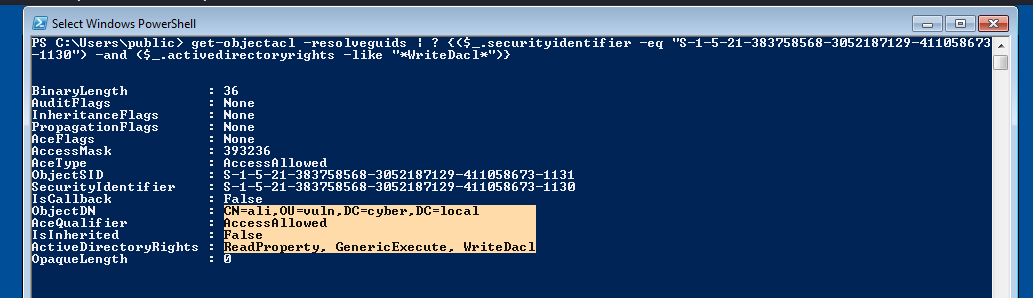 Select Windows PowerShell
PS C:\Users\public> get-objectacl -resolveguids | ? {($_.securityidentifier -eq "S-1-5-21-383758568-3052187129-411058673
-1130") -and ($_.activedirectoryrights -like "*WriteDacl*")}
BinaryLength : 36
AuditFlags : None
InheritanceFlags : None
PropagationFlags : None
AceFlags : None
AccessMask : 393236
AceType : AccessAllowed
ObjectSID : S-1-5-21-383758568-3052187129-411058673-1131
SecurityIdentifier : S-1-5-21-383758568-3052187129-411058673-1130
IsCallback : False
ObjectDN : CN=ali,OU=vuln,DC=cyber,DC=local
AceQualifier : AccessAllowed
IsInherited : False
ActiveDirectoryRights : ReadProperty, GenericExecute, WriteDacl
OpaqueLength : 0